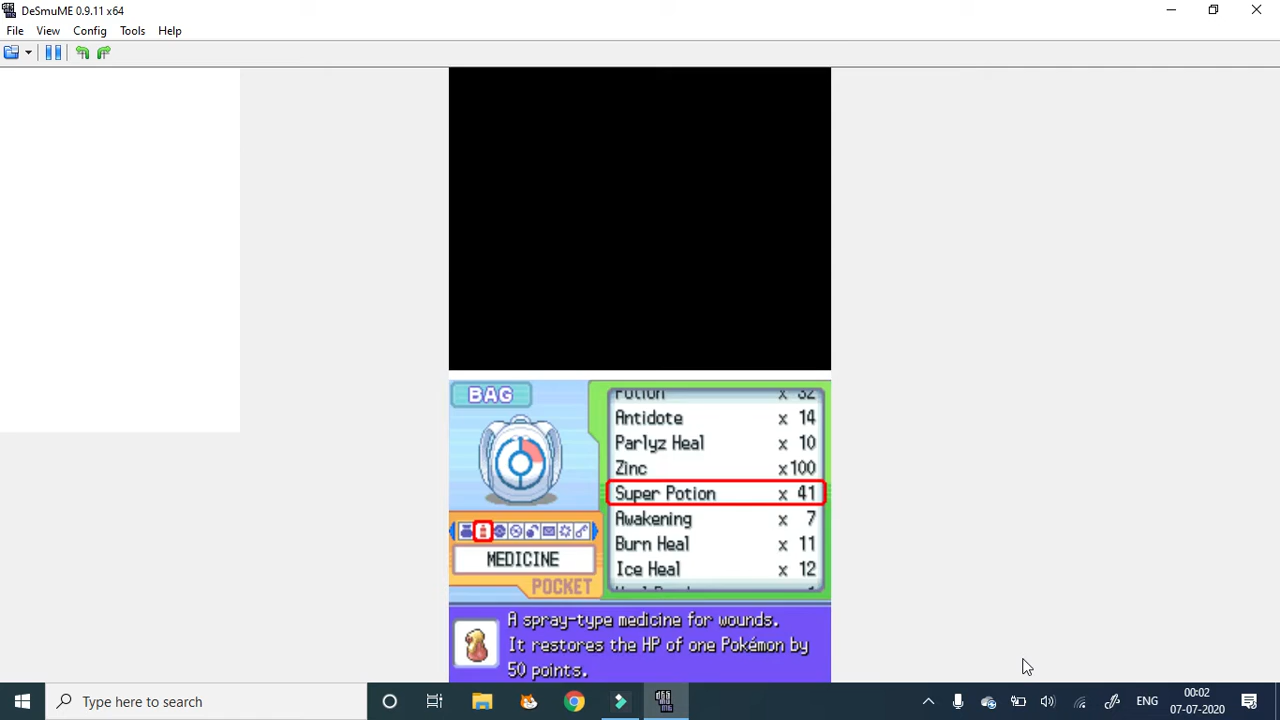 DeSmuME 0.9.11 x64
File View Config Tools Help
BAG
Potion x 32
Antidote x 14
Parlyz Heal x 10
Zinc x100
Super Potion x 41
Awakening x 7
Burn Heal x 11
Ice Heal x 12
MEDICINE
POCKET
A spray-type medicine for wounds.
It restores the HP of one Pokémon by
50 points.
Type here to search
ENG
00:02
07-07-2020